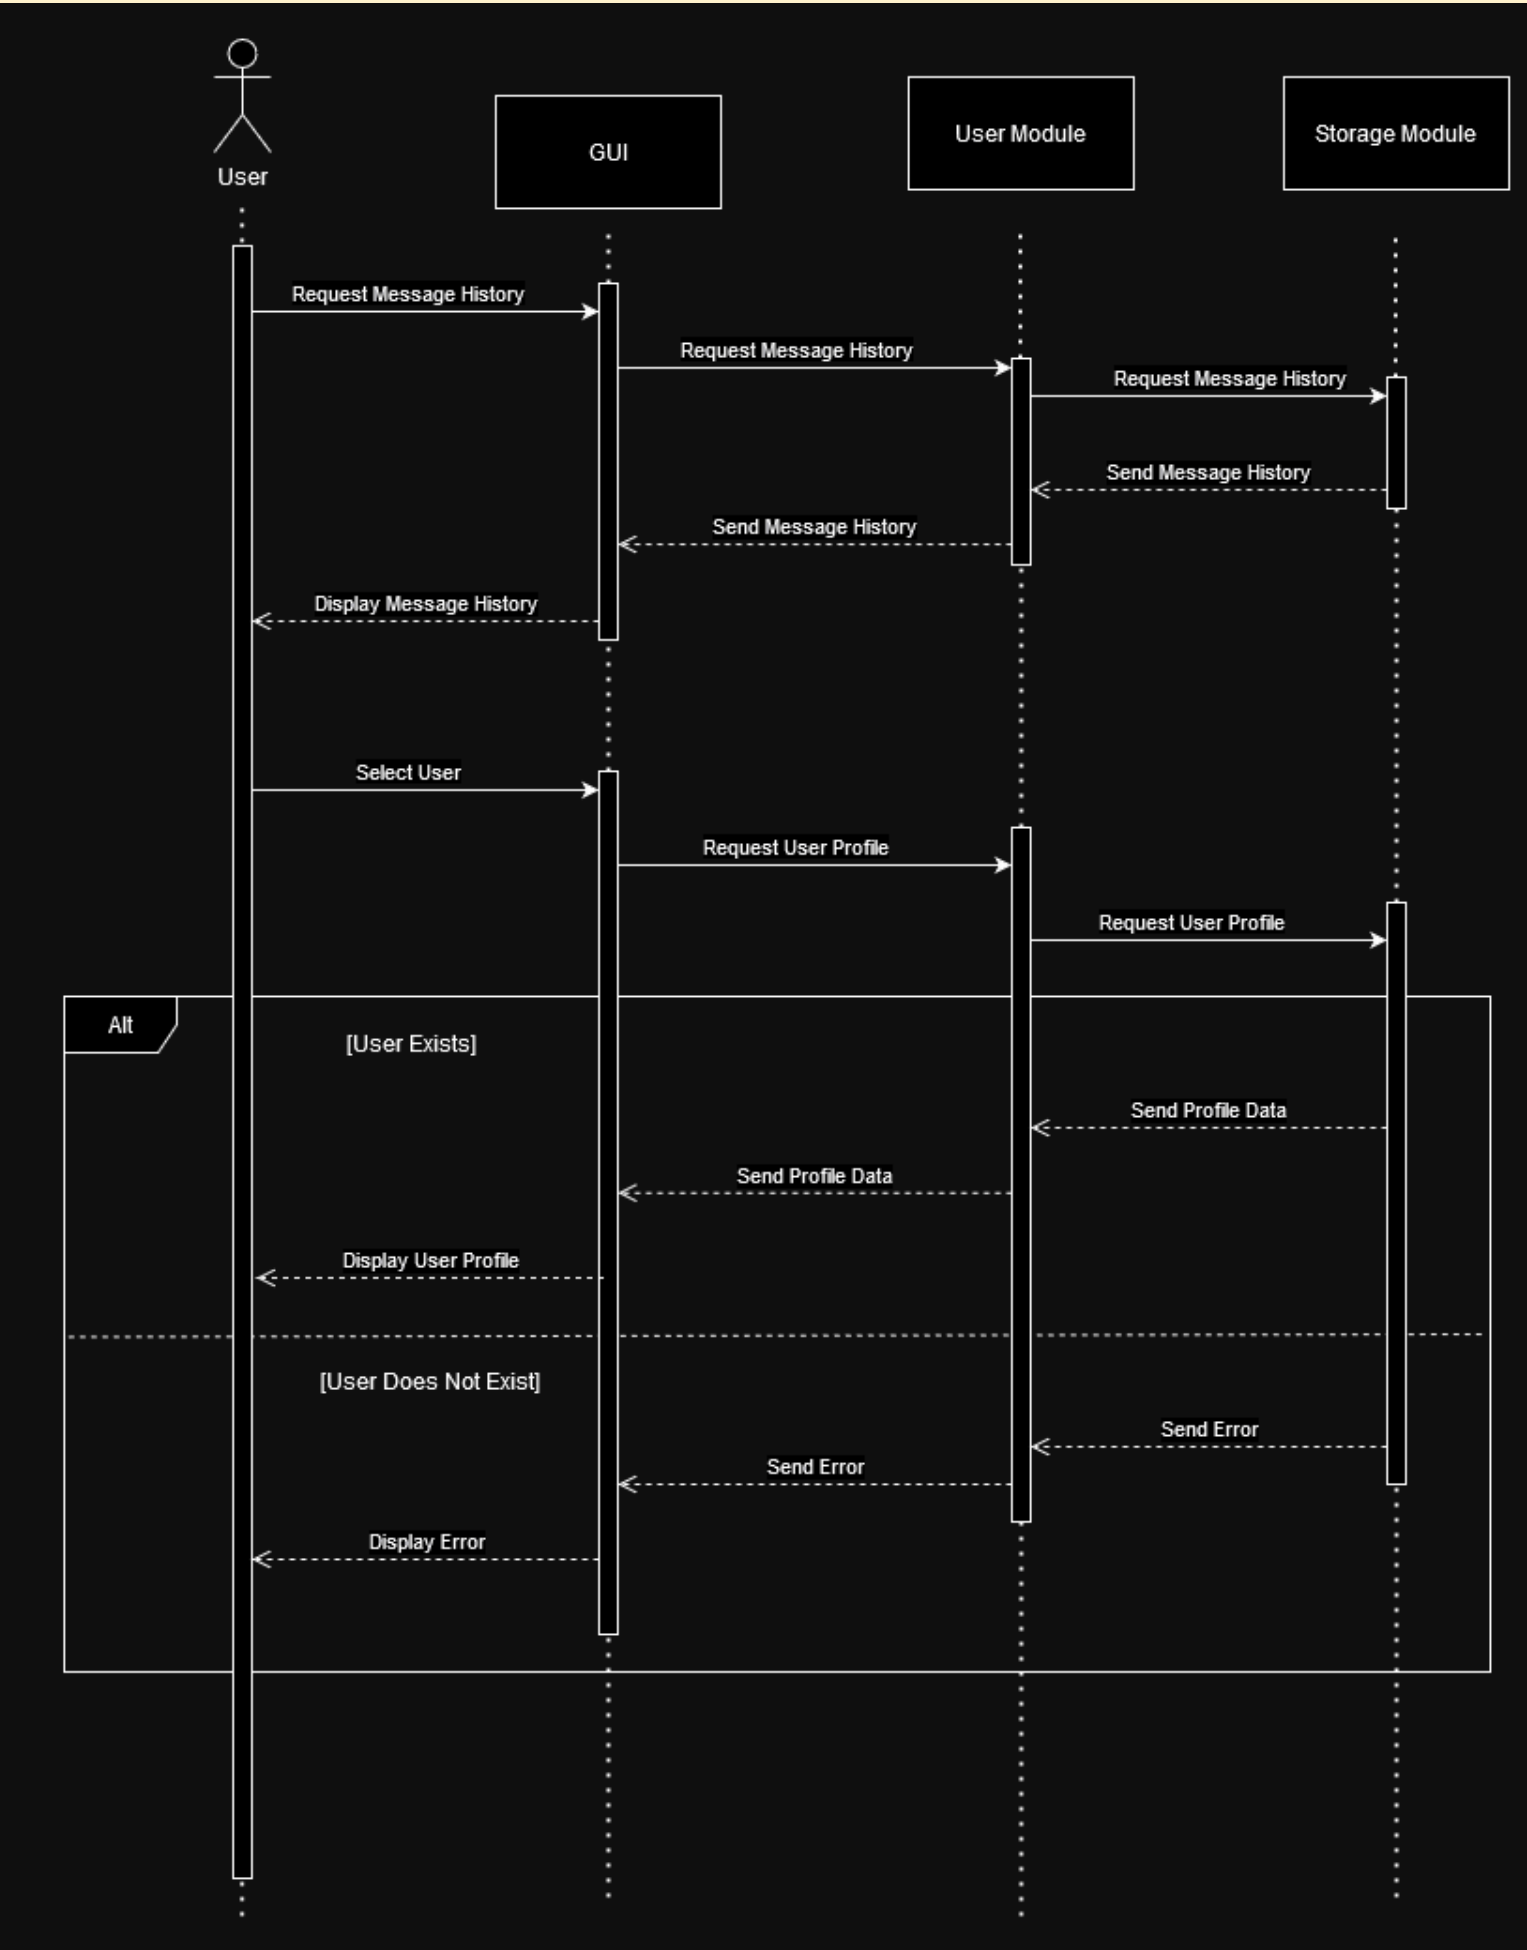 User
GUI
User Module
Storage Module
Request Message History
Request Message History
Request Message History
Send Message History
Send Message History
Display Message History
Select User
Request User Profile
Request User Profile
Alt
[User Exists]
Send Profile Data
Send Profile Data
Display User Profile
[User Does Not Exist]
Send Error
Send Error
Display Error